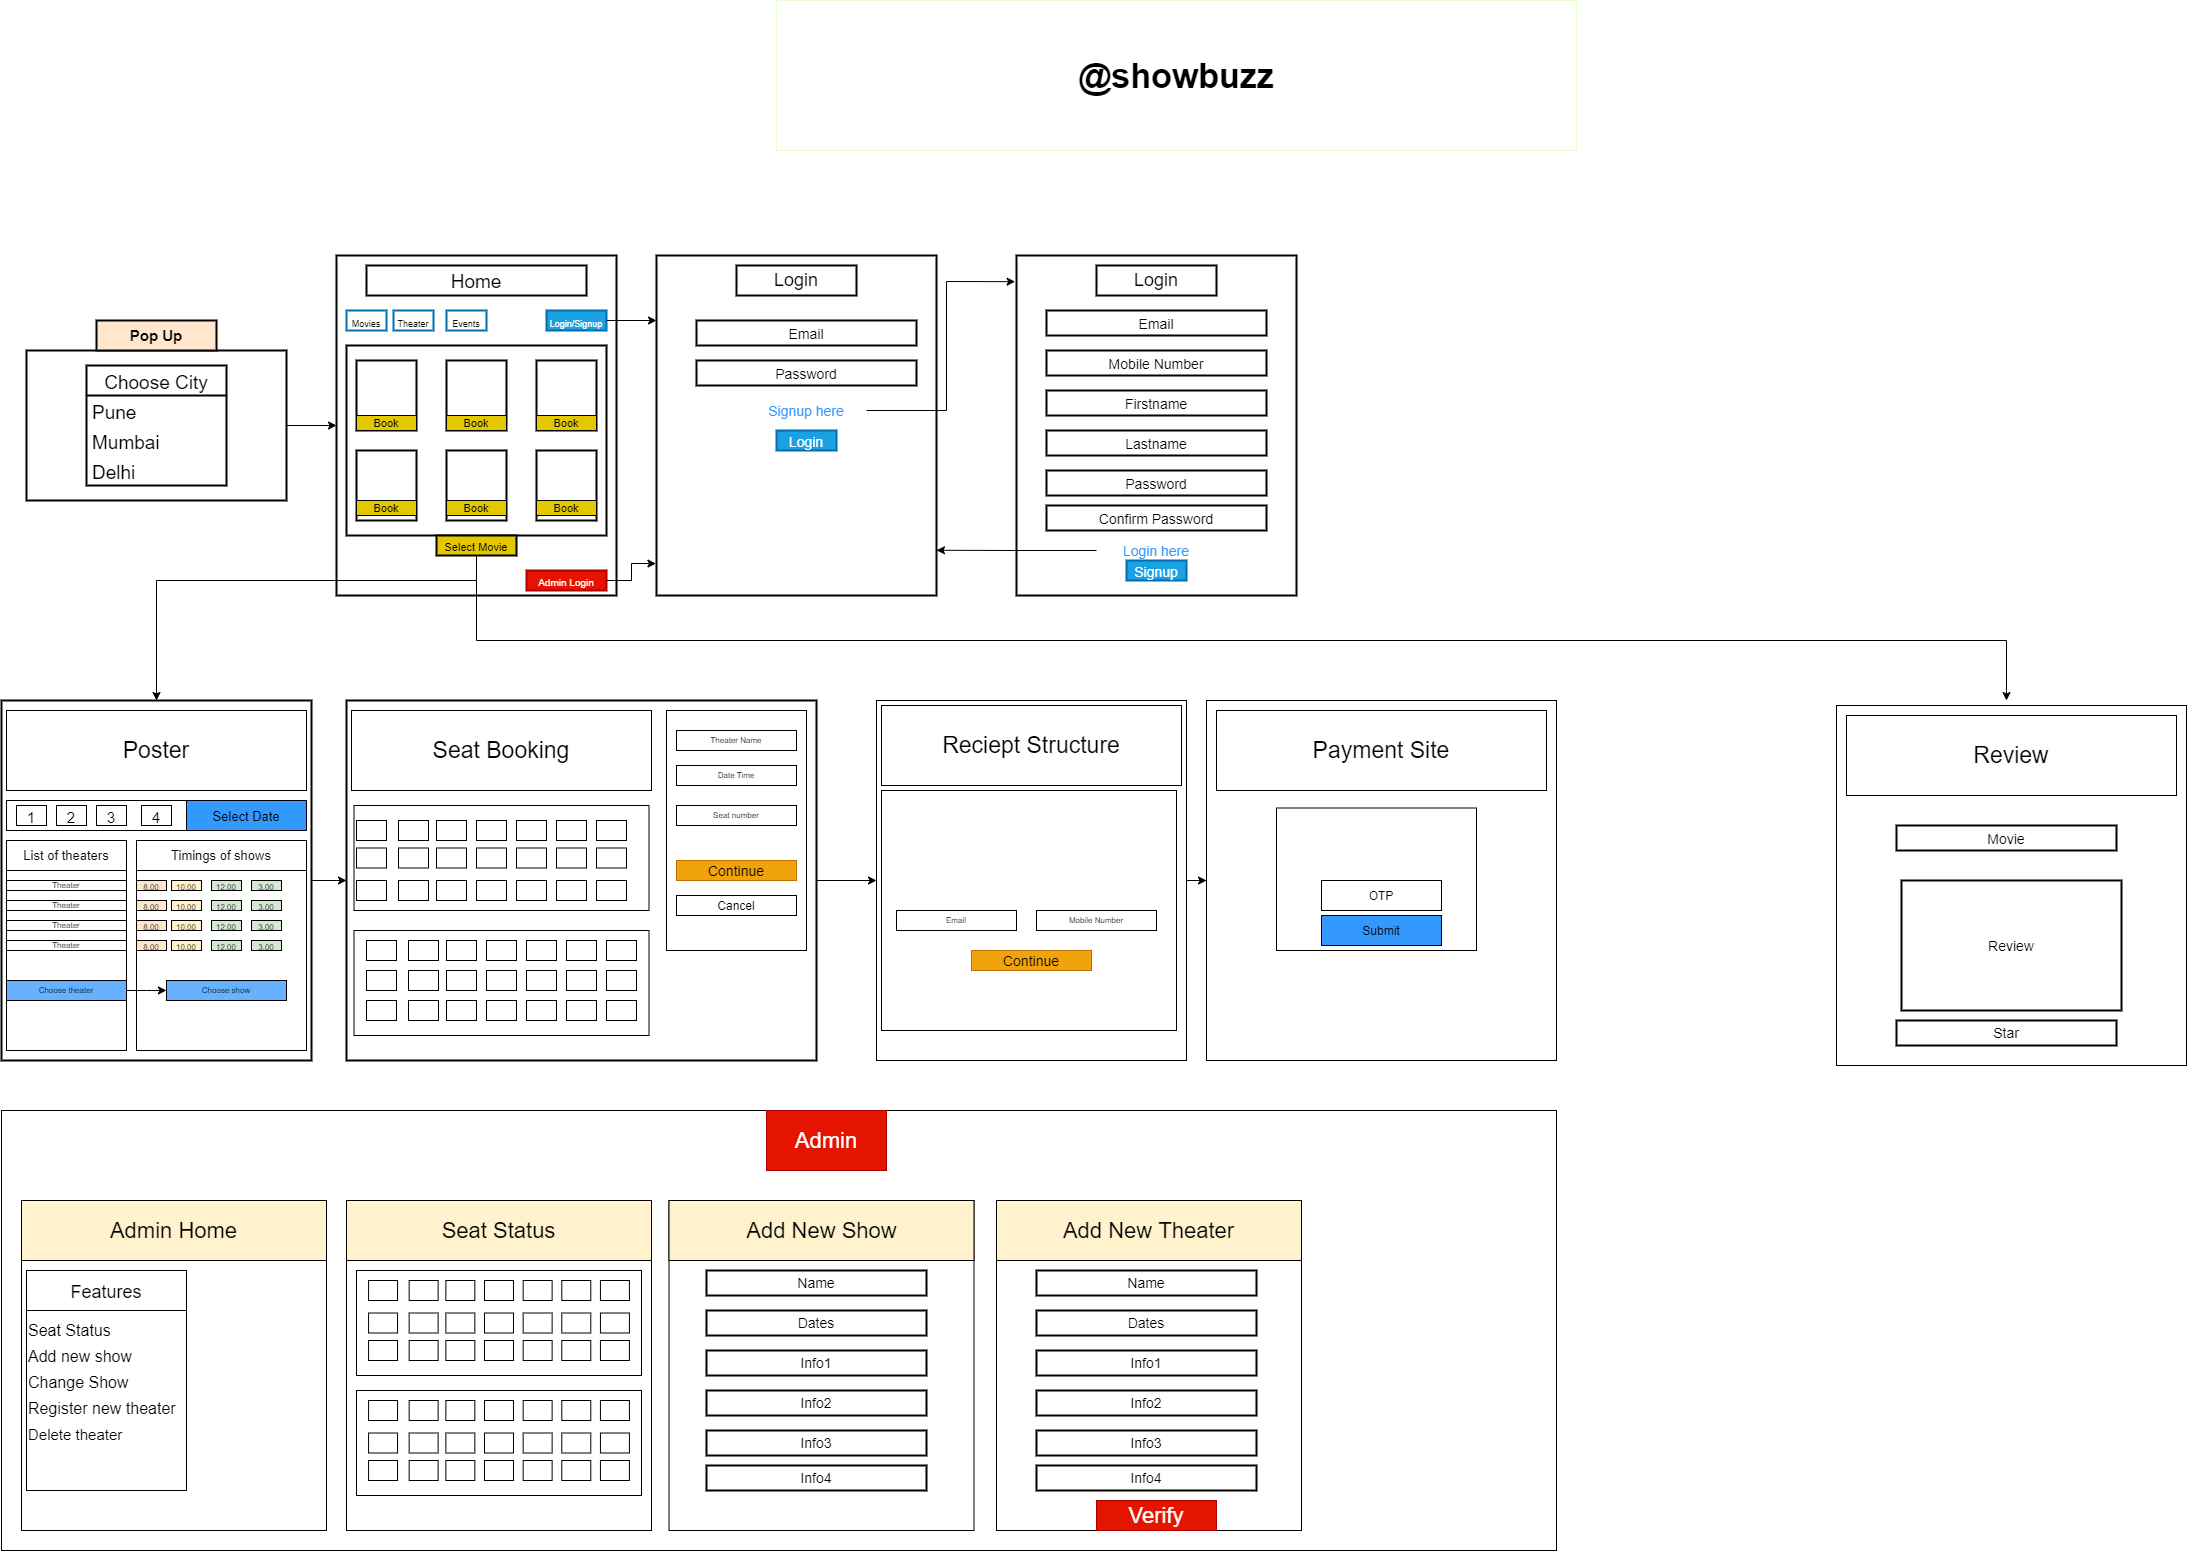 @showbuzz
Pop Up
Choose City
Pune
Mumbai
Delhi
Home
Movies Theater Events Login/Signup
Book Book Book
Book Book Book
Select Movie
Admin Login
Login
Email
Password
Signup here
Login
Login
Email
Mobile Number
Firstname
Lastname
Password
Confirm Password
Login here
Signup
Poster
1 2 3 4 Select Date
List of theaters Timings of shows
Theater 8.00 10.00 12.00 3.00
Theater 8.00 10.00 12.00 3.00
Theater 8.00 10.00 12.00 3.00
Theater 8.00 10.00 12.00 3.00
Choose theater Choose show
Seat Booking
Theater Name
Date Time
Seat number
Continue
Cancel
Reciept Structure
Email Mobile Number
Continue
Payment Site
OTP
Submit
Review
Movie
Review
Star
Admin
Admin Home
Features
Seat Status
Add new show
Change Show
Register new theater
Delete theater
Seat Status
Add New Show
Name
Dates
Info1
Info2
Info3
Info4
Add New Theater
Name
Dates
Info1
Info2
Info3
Info4
Verify